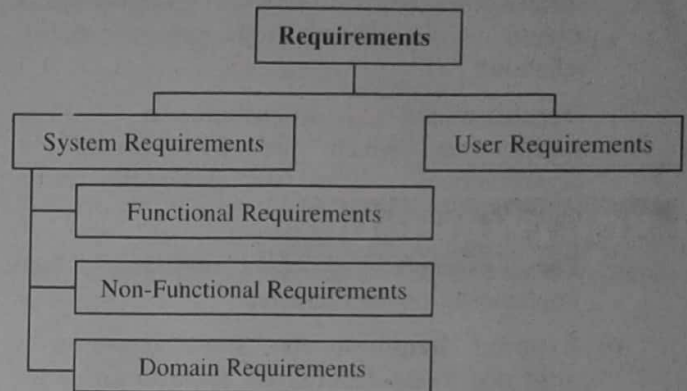 Requirements
System Requirements
User Requirements
Functional Requirements
Non-Functional Requirements
Domain Requirements